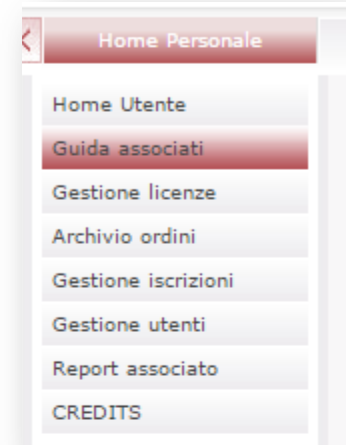 Home Personale
Home Utente
Guida associati
Gestione licenze
Archivio ordini
Gestione iscrizioni
Gestione utenti
Report associato
CREDITS